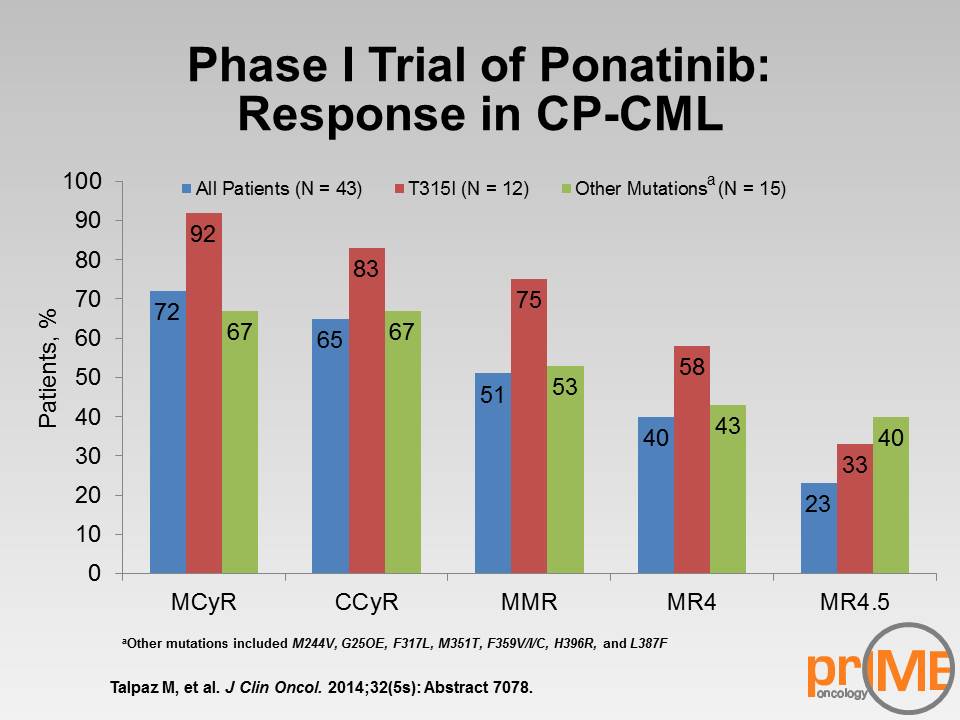 Phase I Trial of Ponatinib:
Response in CP-CML
All Patients (N = 43) T315I (N = 12) Other Mutationsa (N = 15)
Patients, %
100
90
80
70
60
50
40
30
20
10
0
72 92 67
65 83 67
51 75 53
40 58 43
23 33 40
MCyR CCyR MMR MR4 MR4.5
aOther mutations included M244V, G25OE, F317L, M351T, F359V/I/C, H396R, and L387F
Talpaz M, et al. J Clin Oncol. 2014;32(5s): Abstract 7078.
prIME
oncology